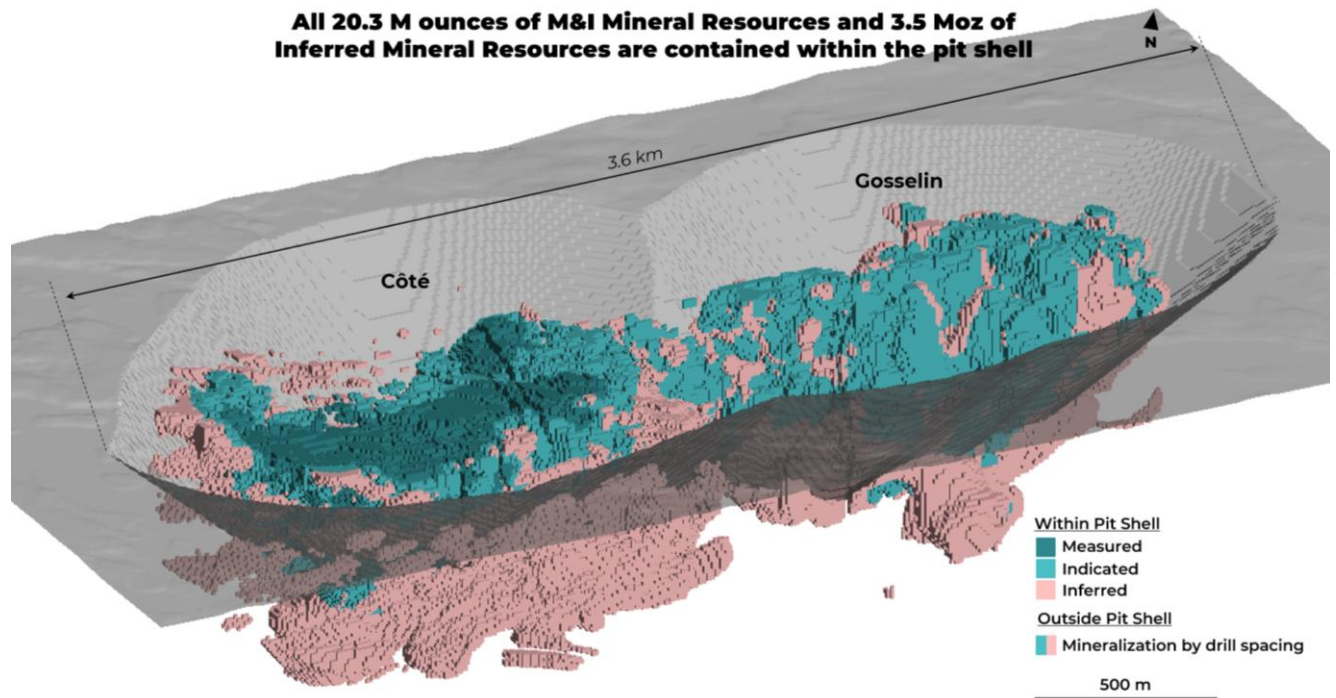 All 20.3 M ounces of M&I Mineral Resources and 3.5 Moz of
Inferred Mineral Resources are contained within the pit shell
N
3.6 km
Gosselin
Côté
Within Pit Shell
Measured
Indicated
Inferred
Outside Pit Shell
Mineralization by drill spacing
500 m